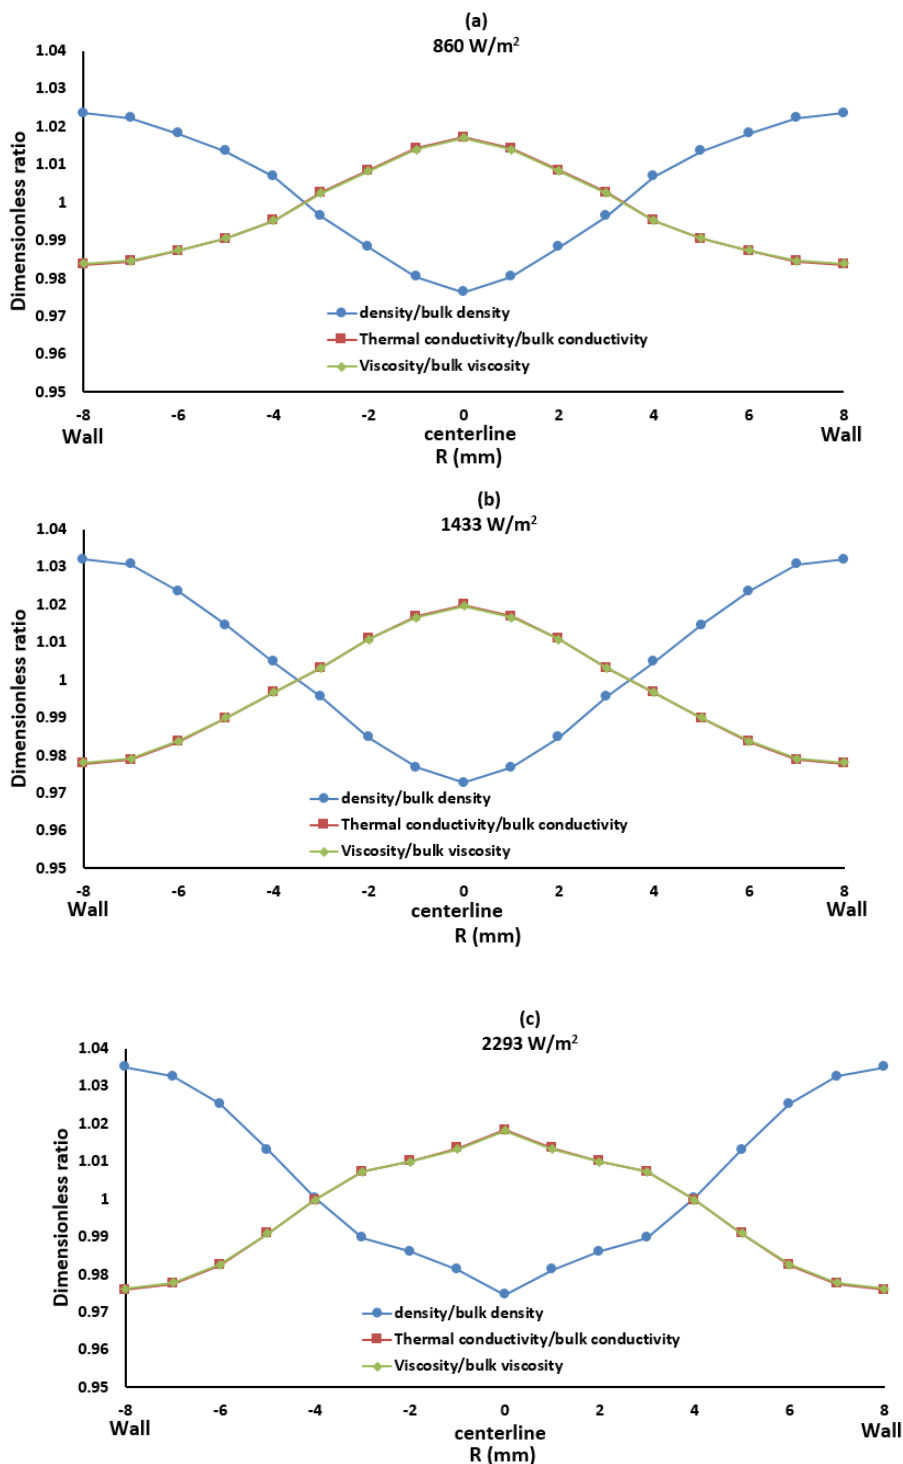 (a)
860 W/m²
1.04
1.03
1.02
1.01
1
0.99
0.98
0.97
0.96
0.95
Dimensionless ratio
density/bulk density
Thermal conductivity/bulk conductivity
Viscosity/bulk viscosity
-8 -6 -4 -2 0 2 4 6 8
Wall centerline Wall
R (mm)
(b)
1433 W/m²
1.04
1.03
1.02
1.01
1
0.99
0.98
0.97
0.96
0.95
Dimensionless ratio
density/bulk density
Thermal conductivity/bulk conductivity
Viscosity/bulk viscosity
-8 -6 -4 -2 0 2 4 6 8
Wall centerline Wall
R (mm)
(c)
2293 W/m²
1.04
1.03
1.02
1.01
1
0.99
0.98
0.97
0.96
0.95
Dimensionless ratio
density/bulk density
Thermal conductivity/bulk conductivity
Viscosity/bulk viscosity
-8 -6 -4 -2 0 2 4 6 8
Wall centerline Wall
R (mm)